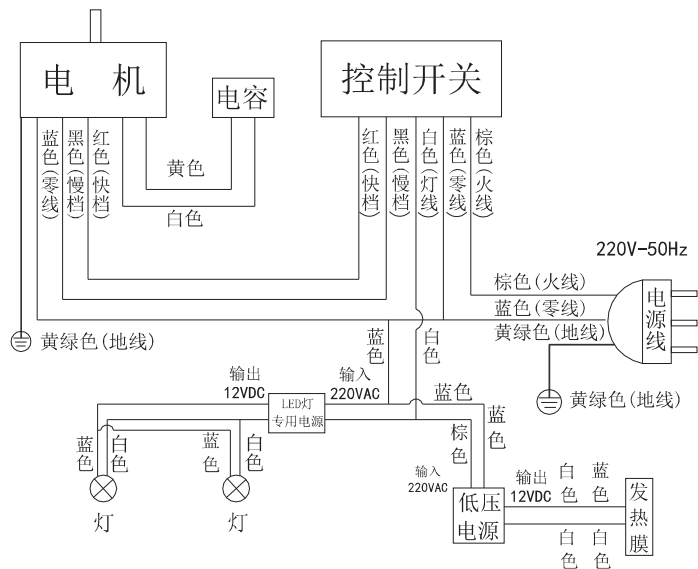 电 机
电容
控制开关
蓝色(零线)
黑色(慢档)
红色(快档)
黄色
白色
红色(快档)
黑色(慢档)
白色(灯线)
蓝色(零线)
棕色(火线)
220V-50Hz
棕色(火线)
蓝色(零线)
黄绿色(地线)
电源线
黄绿色(地线)
黄绿色(地线)
蓝色
白色
输出
12VDC
LED灯
专用电源
输入
220VAC
蓝色
棕色
蓝色
蓝色
白色
蓝色
白色
灯
灯
输入
220VAC
低压
电源
输出
12VDC
白色
蓝色
白色
白色
发热膜